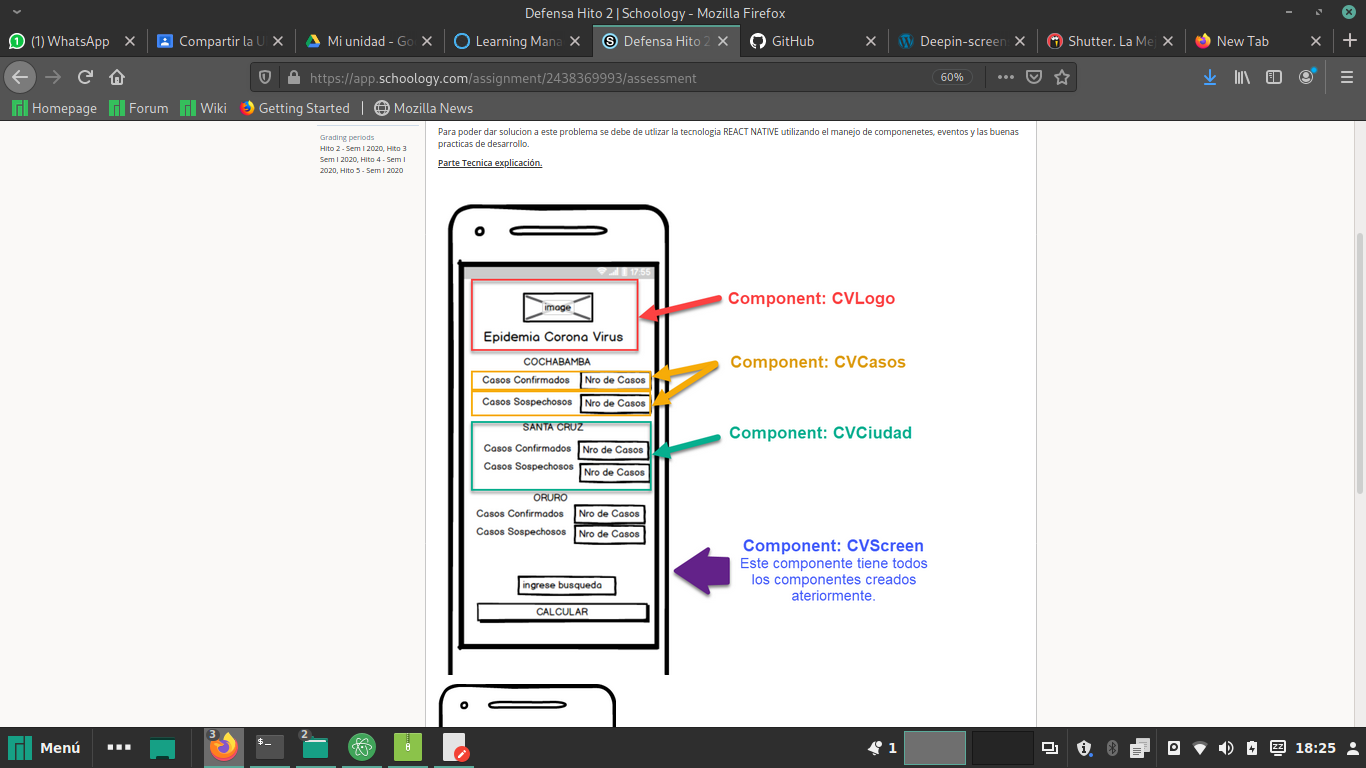 Defensa Hito 2 | Schoology - Mozilla Firefox
(1) WhatsApp
Compartir la U
Mi unidad - Go
Learning Mana
Defensa Hito 2
GitHub
Deepin-screen
Shutter. La Me
New Tab
https://app.schoology.com/assignment/2438369993/assessment
60%
Homepage
Forum
Wiki
Getting Started
Mozilla News
Grading periods
Hito 2 - Sem I 2020, Hito 3
Sem I 2020, Hito 4 - Sem I
2020, Hito 5 - Sem I 2020
Para poder dar solucion a este problema se debe de utlizar la tecnologia REACT NATIVE utilizando el manejo de componenetes, eventos y las buenas
practicas de desarrollo.
Parte Tecnica explicación.
17:55
image
Epidemia Corona Virus
Component: CVLogo
COCHABAMBA
Casos Confirmados Nro de Casos
Casos Sospechosos Nro de Casos
Component: CVCasos
SANTA CRUZ
Casos Confirmados Nro de Casos
Casos Sospechosos Nro de Casos
Component: CVCiudad
ORURO
Casos Confirmados Nro de Casos
Casos Sospechosos Nro de Casos
Component: CVScreen
Este componente tiene todos
los componentes creados
ateriormente.
ingrese busqueda
CALCULAR
Menú
3
2
1
18:25